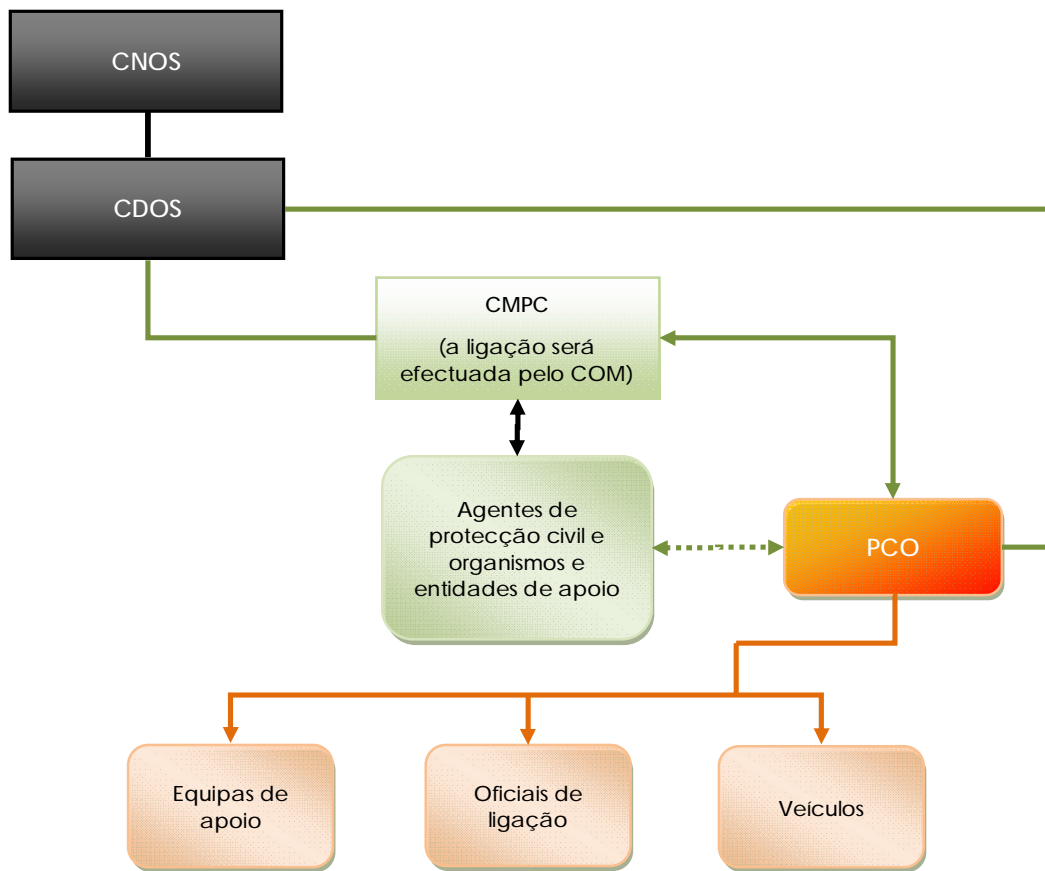 CNOS
CDOS
CMPC
(a ligação será
efectuada pelo COM)
Agentes de
protecção civil e
organismos e
entidades de apoio
PCO
Equipas de
apoio
Oficiais de
ligação
Veículos